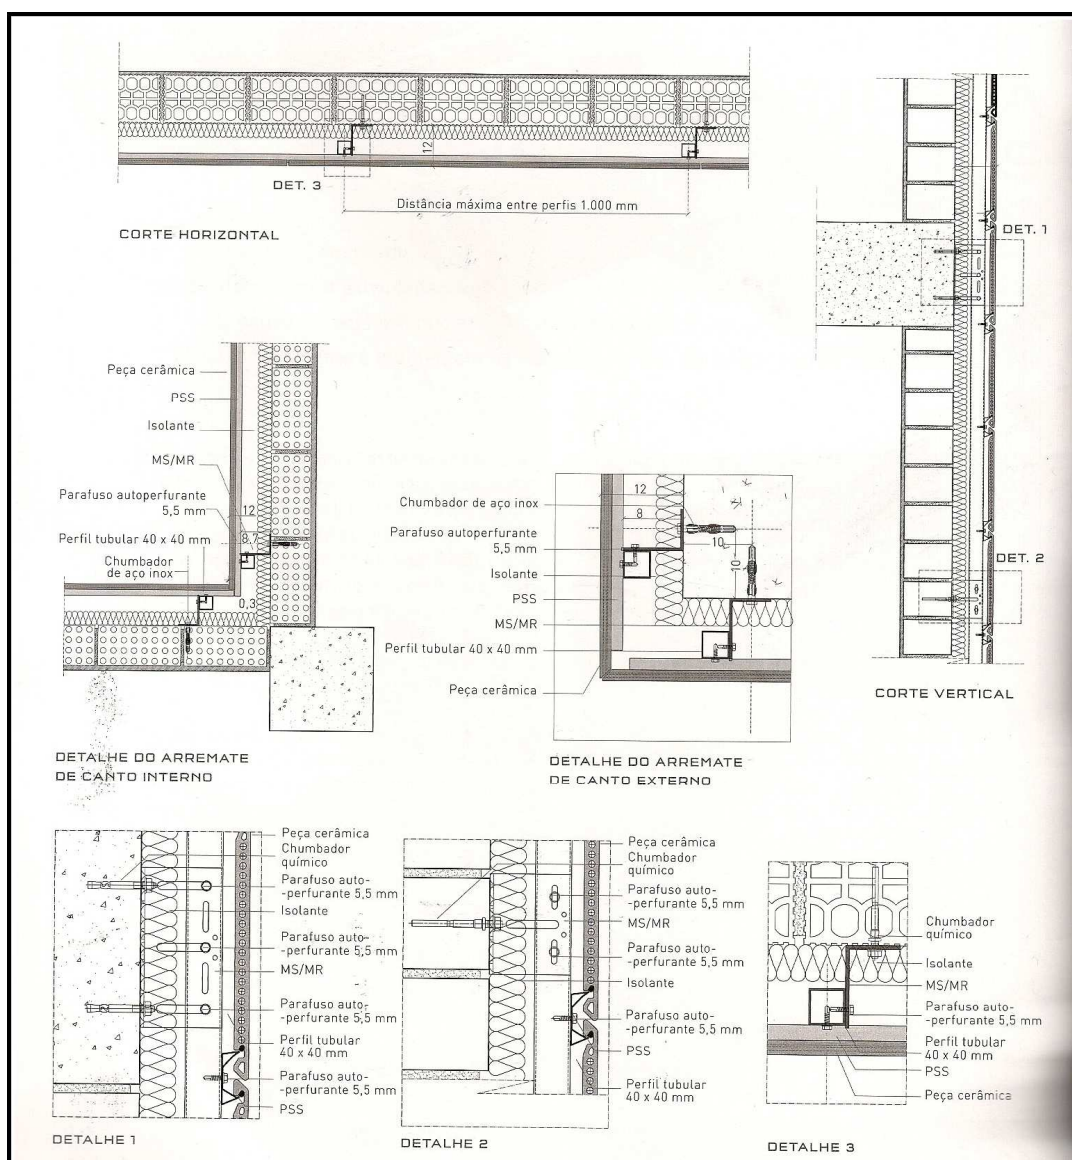 12
DET. 3
Distância máxima entre perfis 1.000 mm
CORTE HORIZONTAL
DET. 1
DET. 2
CORTE VERTICAL
Peça cerâmica
PSS
Isolante
MS/MR
Parafuso autoperfurante
5,5 mm
12
Perfil tubular 40 x 40 mm
8,7
Chumbador
de aço inox
0,3
DETALHE DO ARREMATE
DE CANTO INTERNO
12
Chumbador de aço inox
8
Parafuso autoperfurante
5,5 mm
10
10
Isolante
PSS
MS/MR
Perfil tubular 40 x 40 mm
Peça cerâmica
DETALHE DO ARREMATE
DE CANTO EXTERNO
Peça cerâmica
Chumbador
químico
Parafuso auto-
-perfurante 5,5 mm
Isolante
Parafuso auto-
-perfurante 5,5 mm
MS/MR
Parafuso auto-
-perfurante 5,5 mm
Perfil tubular
40 x 40 mm
Parafuso auto-
-perfurante 5,5 mm
PSS
DETALHE 1
Peça cerâmica
Chumbador
químico
Parafuso auto-
-perfurante 5,5 mm
MS/MR
Parafuso auto-
-perfurante 5,5 mm
Isolante
Parafuso auto-
-perfurante 5,5 mm
PSS
Perfil tubular
40 x 40 mm
DETALHE 2
Chumbador
químico
Isolante
MS/MR
Parafuso auto-
-perfurante 5,5 mm
Perfil tubular
40 x 40 mm
PSS
Peça cerâmica
DETALHE 3